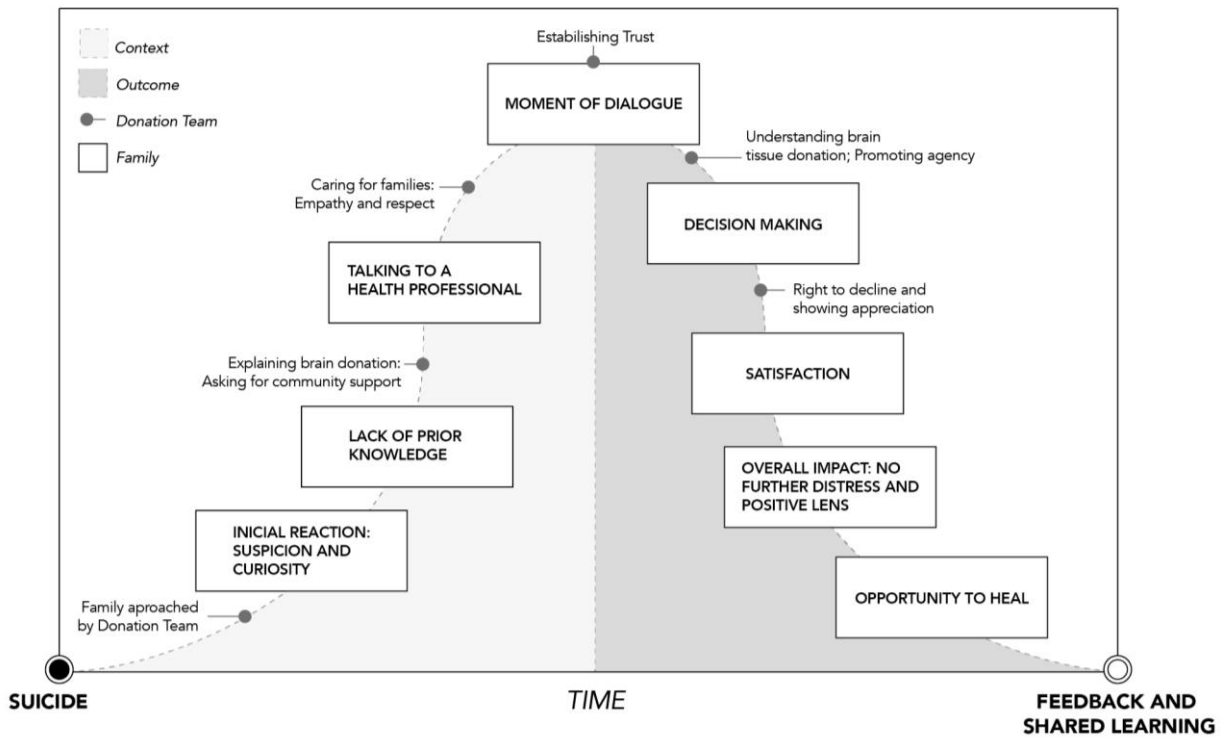 Context
Outcome
Donation Team
Family
Estabilishing Trust
MOMENT OF DIALOGUE
Understanding brain
tissue donation; Promoting agency
Caring for families:
Empathy and respect
DECISION MAKING
TALKING TO A
HEALTH PROFESSIONAL
Right to decline and
showing appreciation
Explaining brain donation:
Asking for community support
SATISFACTION
LACK OF PRIOR
KNOWLEDGE
OVERALL IMPACT: NO
FURTHER DISTRESS AND
POSITIVE LENS
INICIAL REACTION:
SUSPICION AND
CURIOSITY
OPPORTUNITY TO HEAL
Family aproached
by Donation Team
SUICIDE
TIME
FEEDBACK AND
SHARED LEARNING